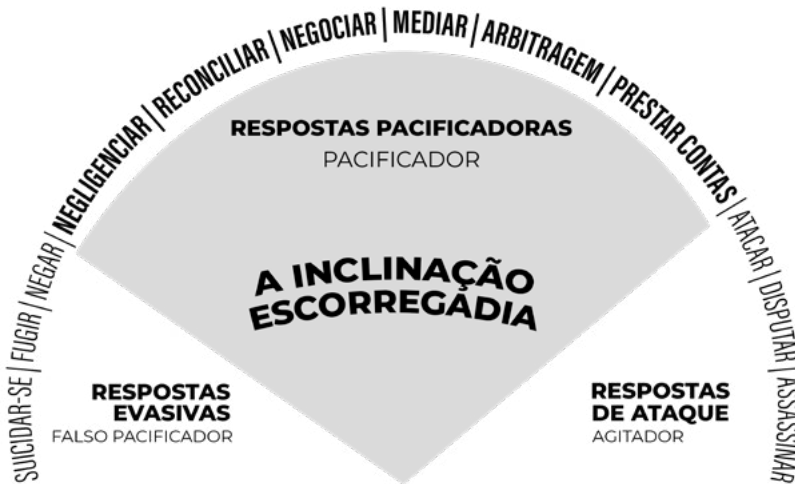 SUICIDAR-SE | FUGIR | NEGAR | NEGLIGENCIAR | RECONCILIAR | NEGOCIAR | MEDIAR | ARBITRAGEM | PRESTAR CONTAS | ATACAR | DISPUTAR | ASSASSINAR
RESPOSTAS PACIFICADORAS
PACIFICADOR
A INCLINAÇÃO
ESCORREGADIA
RESPOSTAS
EVASIVAS
FALSO PACIFICADOR
RESPOSTAS
DE ATAQUE
AGITADOR